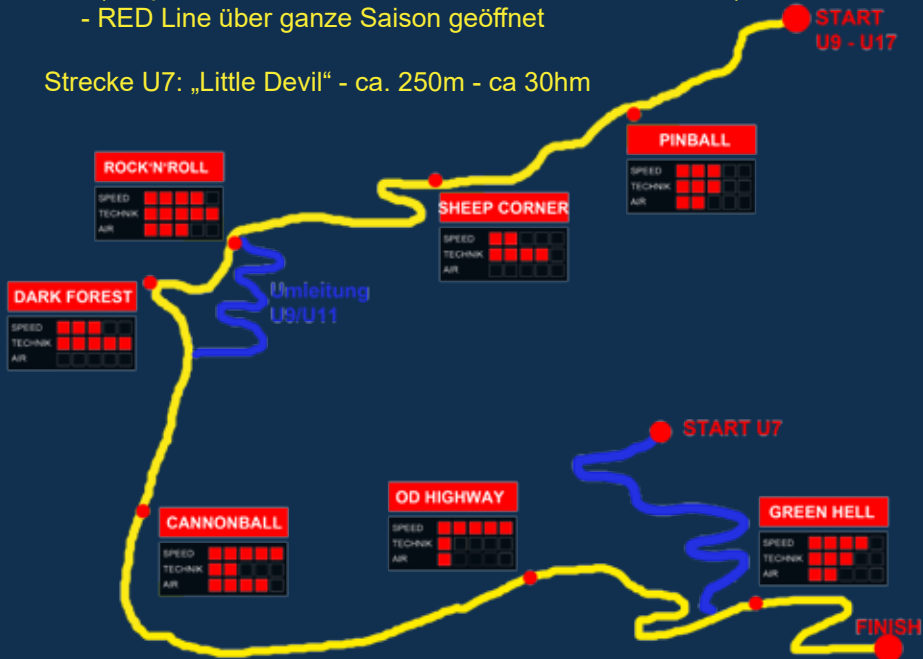 - RED Line über ganze Saison geöffnet
Strecke U7: „Little Devil“ - ca. 250m - ca 30hm
START
U9 - U17
PINBALL
SPEED
TECHNIK
AIR
ROCK'N'ROLL
SPEED
TECHNIK
AIR
SHEEP CORNER
SPEED
TECHNIK
AIR
Umleitung
U9/U11
DARK FOREST
SPEED
TECHNIK
AIR
START U7
OD HIGHWAY
SPEED
TECHNIK
AIR
GREEN HELL
SPEED
TECHNIK
AIR
CANNONBALL
SPEED
TECHNIK
AIR
FINISH